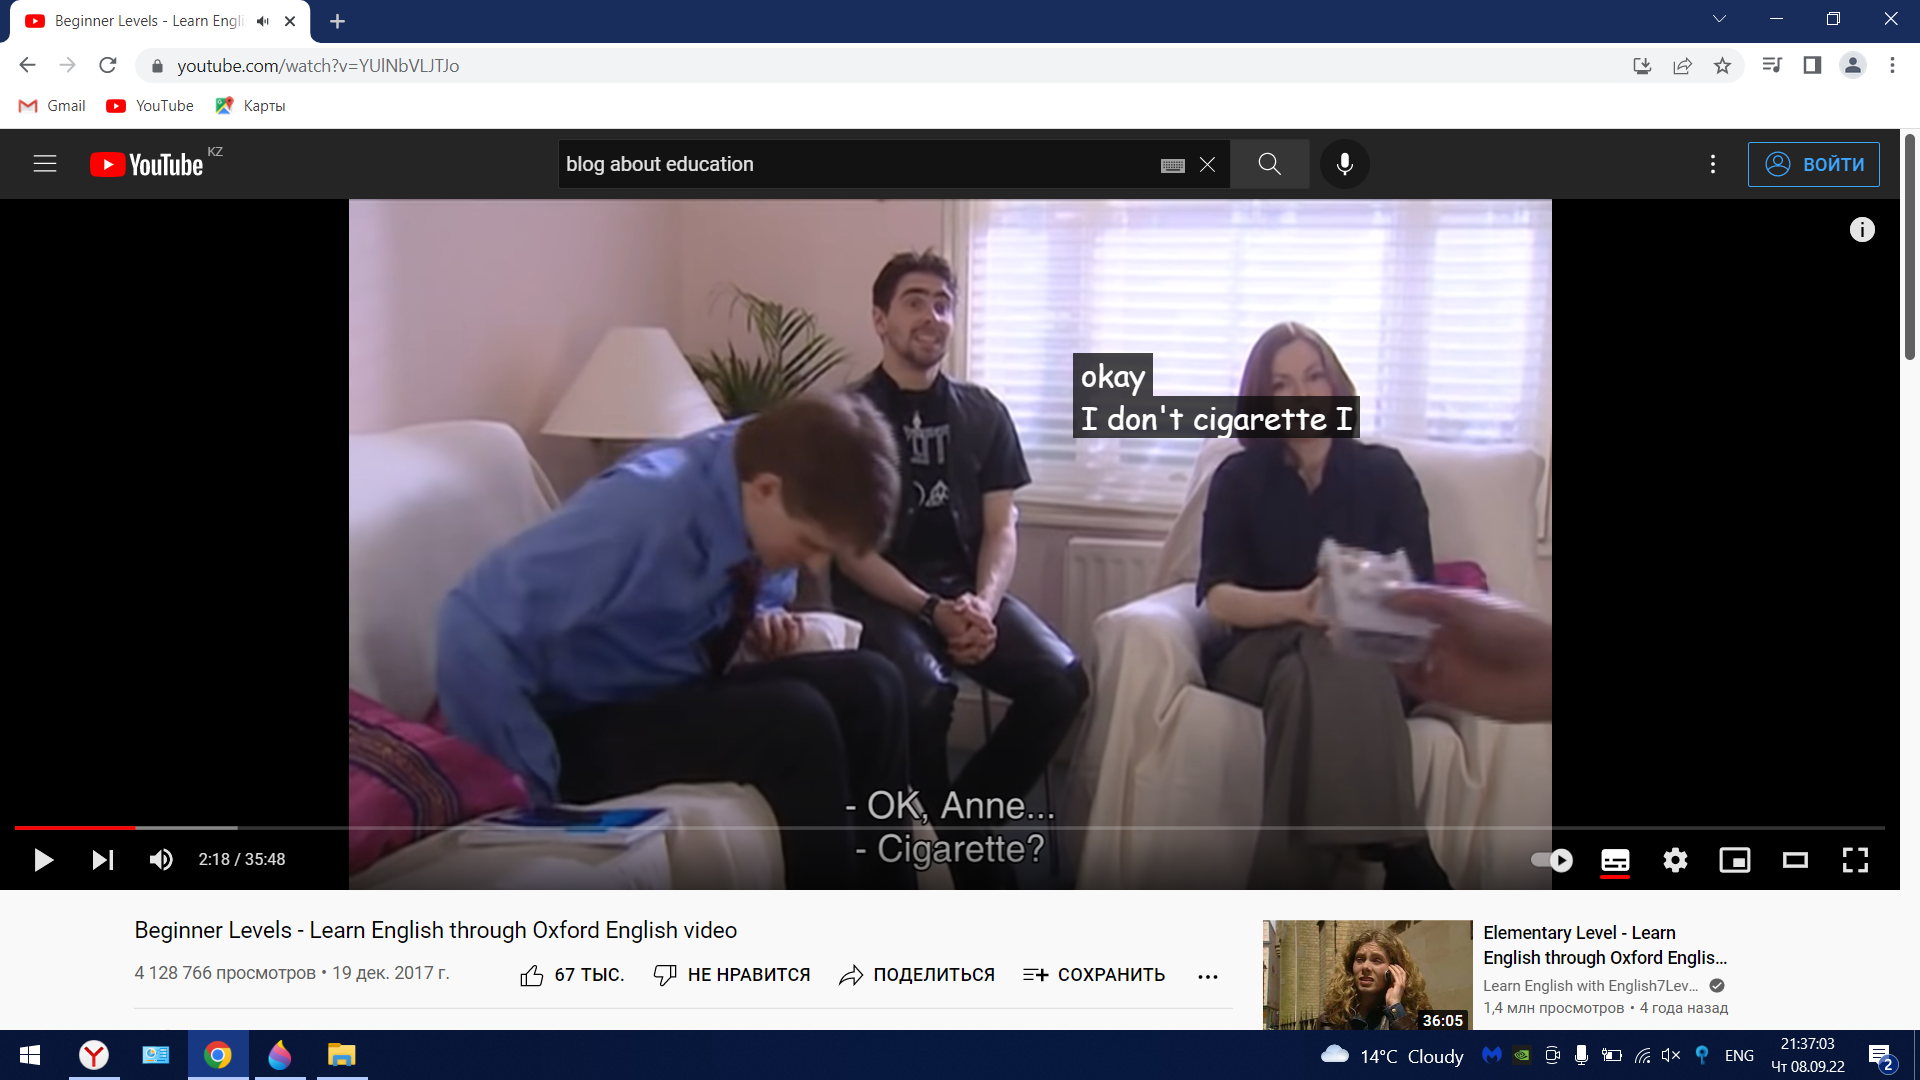 Beginner Levels - Learn Engli
youtube.com/watch?v=YUlNbVLJTJo
Gmail
YouTube
Карты
YouTube KZ
blog about education
ВОЙТИ
okay
I don't cigarette I
- OK, Anne...
- Cigarette?
2:18 / 35:48
Beginner Levels - Learn English through Oxford English video
4 128 766 просмотров • 19 дек. 2017 г.
67 ТЫС.
НЕ НРАВИТСЯ
ПОДЕЛИТЬСЯ
СОХРАНИТЬ
36:05
Elementary Level - Learn
English through Oxford Englis...
Learn English with English7Lev...
1,4 млн просмотров • 4 года назад
14°C Cloudy
ENG
21:37:03
Чт 08.09.22
2